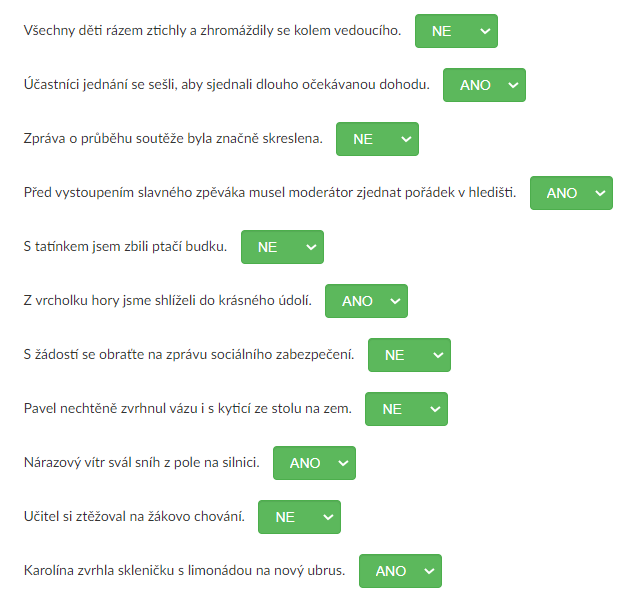 Všechny děti rázem ztichly a zhromáždily se kolem vedoucího. NE
Účastníci jednání se sešli, aby sjednali dlouho očekávanou dohodu. ANO
Zpráva o průběhu soutěže byla značně skreslena. NE
Před vystoupením slavného zpěváka musel moderátor zjednat pořádek v hledišti. ANO
S tatínkem jsem zbili ptačí budku. NE
Z vrcholku hory jsme shlíželi do krásného údolí. ANO
S žádostí se obraťte na zprávu sociálního zabezpečení. NE
Pavel nechtěně zvrhnul vázu i s kyticí ze stolu na zem. NE
Nárazový vítr svál sníh z pole na silnici. ANO
Učitel si ztěžoval na žákovo chování. NE
Karolína zvrhla skleničku s limonádou na nový ubrus. ANO